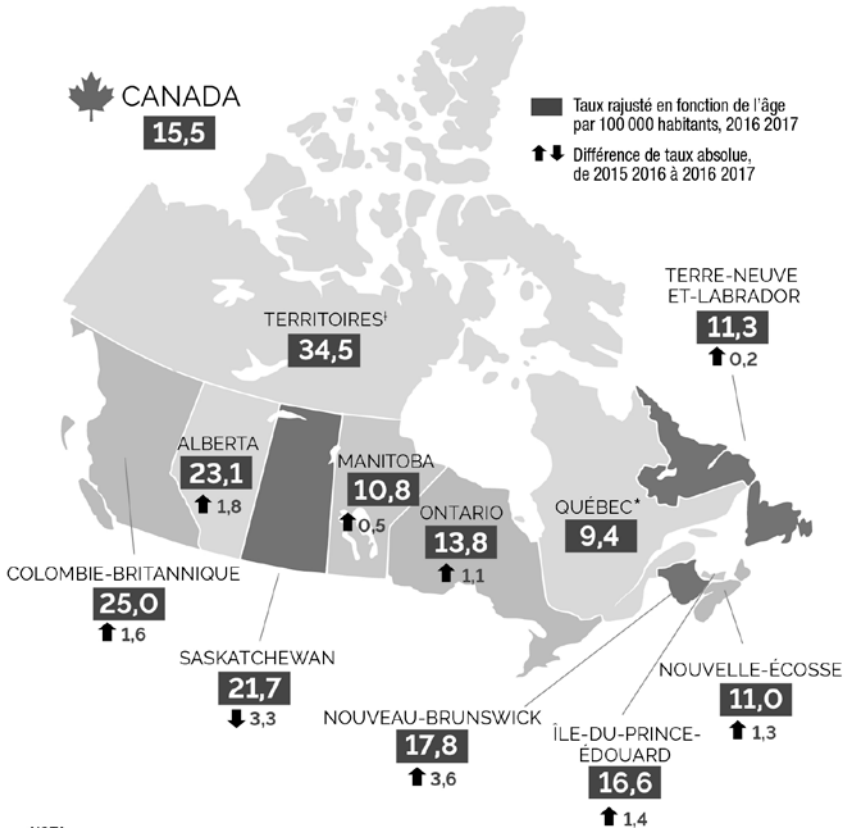 CANADA
15,5
Taux rajusté en fonction de l'âge
par 100 000 habitants, 2016 2017
Différence de taux absolue,
de 2015 2016 à 2016 2017
TERRE-NEUVE
ET-LABRADOR
11,3
0,2
TERRITOIRES‡
34,5
ALBERTA
23,1
1,8
MANITOBA
10,8
0,5
ONTARIO
13,8
1,1
QUÉBEC*
9,4
COLOMBIE-BRITANNIQUE
25,0
1,6
SASKATCHEWAN
21,7
3,3
NOUVEAU-BRUNSWICK
17,8
3,6
ÎLE-DU-PRINCE-
ÉDOUARD
16,6
1,4
NOUVELLE-ÉCOSSE
11,0
1,3